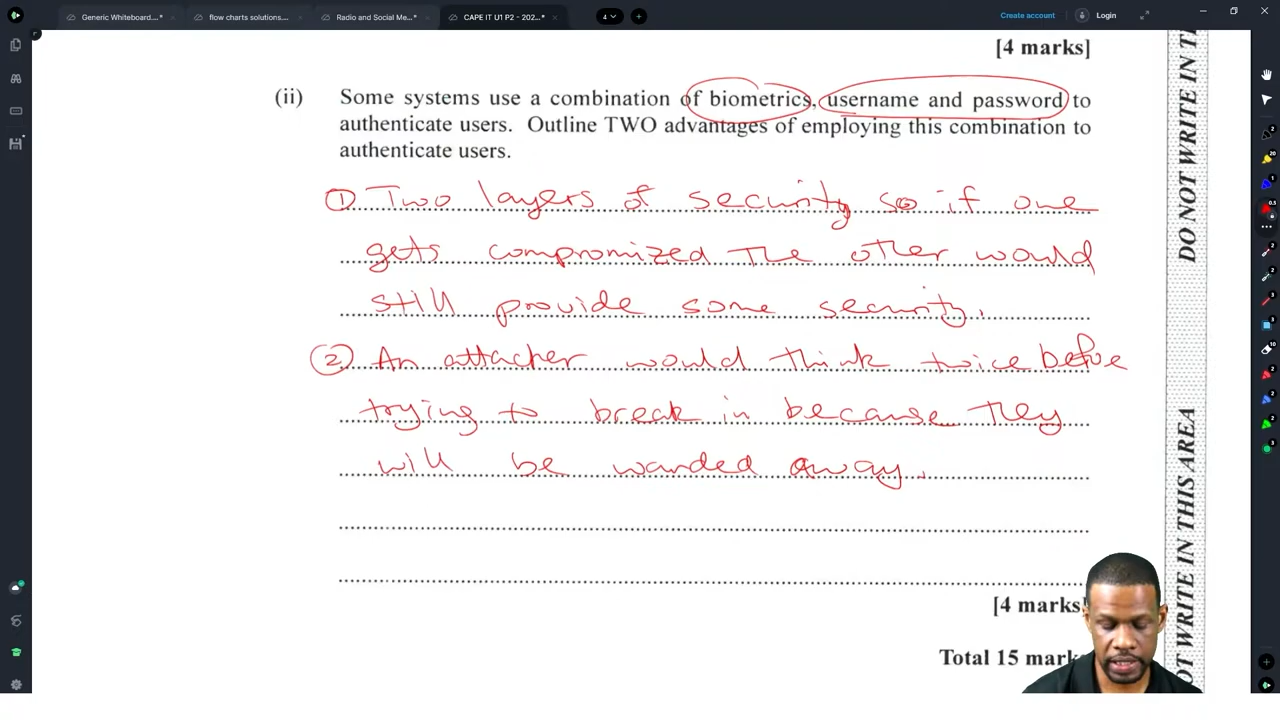 Generic Whiteboard....* flow charts solutions.... Radio and Social Me...* CAPE IT U1 P2 - 202...* 4 Create account Login
[4 marks]
(ii) Some systems use a combination of biometrics, username and password to
authenticate users. Outline TWO advantages of employing this combination to
authenticate users.
① Two layers of security so if one
gets compromized the other would
still provide some security.
② An attacher would think twice before
trying to break in because they
will be warded away.
[4 marks]
Total 15 mark
DO NOT WRITE IN T
OT WRITE IN THIS AREA